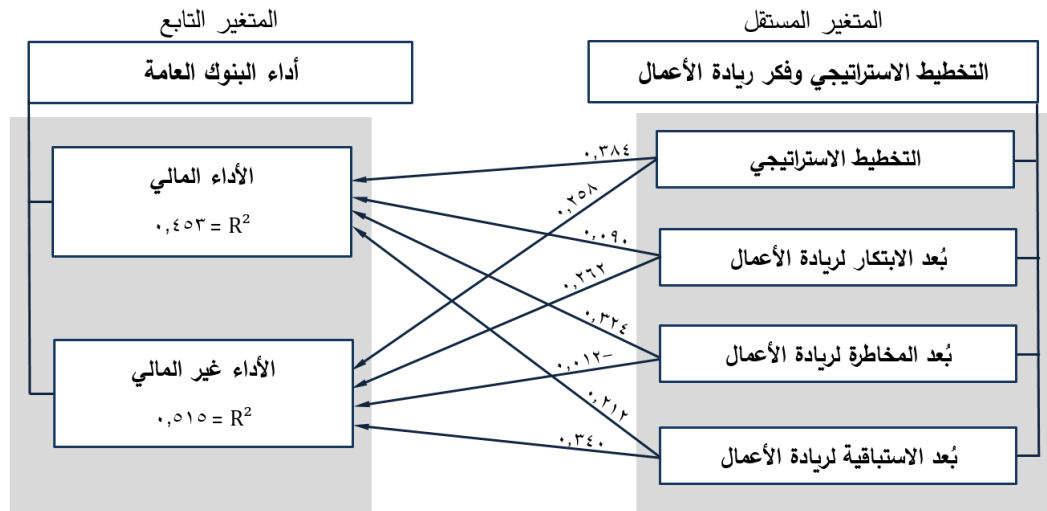 المتغير المستقل
التخطيط الاستراتيجي وفكر ريادة الأعمال
التخطيط الاستراتيجي
بُعد الابتكار لريادة الأعمال
بُعد المخاطرة لريادة الأعمال
بُعد الاستباقية لريادة الأعمال
٠,٣٨٤
٠,٢٥٨
٠,٠٩٠
٠,٢٦٢
٠,٣٢٤
٠,٠١٢−
٠,٢١٢
٠,٣٤٠
المتغير التابع
أداء البنوك العامة
الأداء المالي
٠,٤٥٣ = R²
الأداء غير المالي
٠,٥١٥ = R²